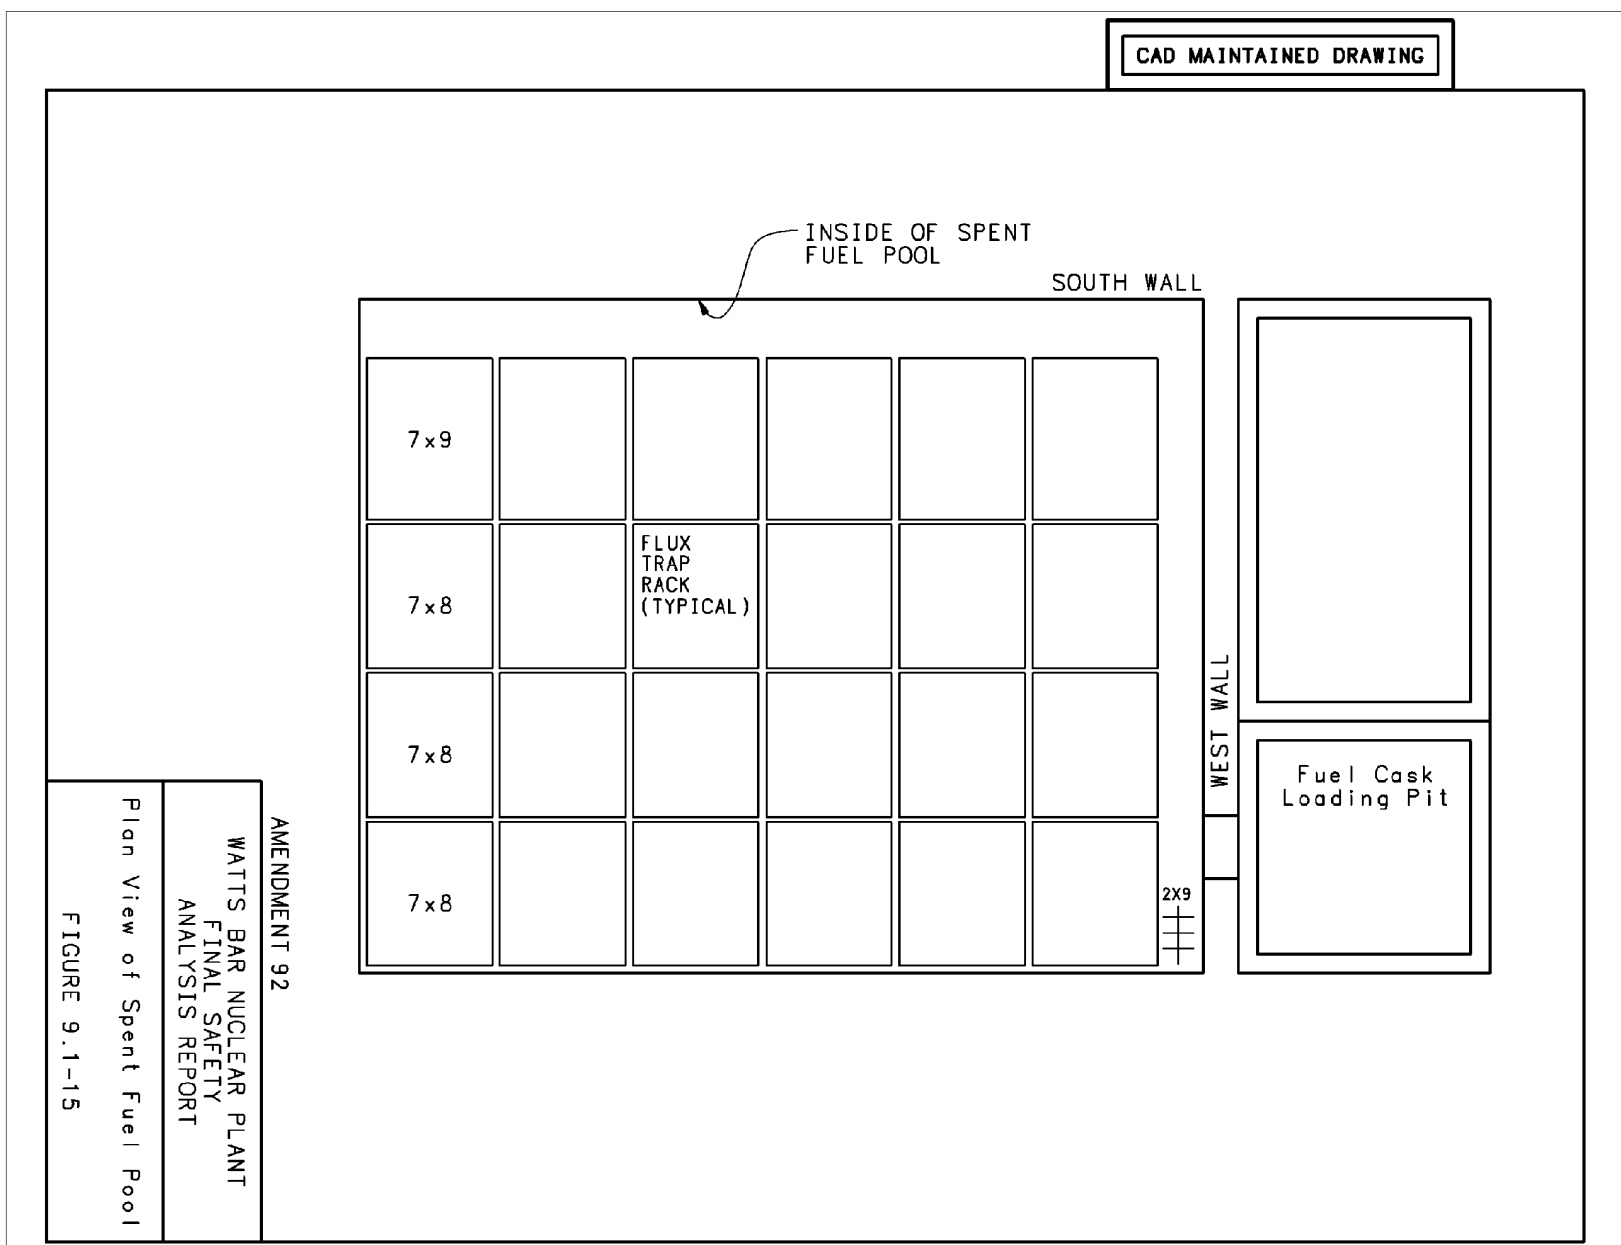 CAD MAINTAINED DRAWING
INSIDE OF SPENT
FUEL POOL
SOUTH WALL
7x9
FLUX
TRAP
RACK
(TYPICAL)
7x8
WEST WALL
7x8
Fuel Cask
Loading Pit
7x8
2X9
AMENDMENT 92
WATTS BAR NUCLEAR PLANT
FINAL SAFETY
ANALYSIS REPORT
Plan View of Spent Fuel Pool
FIGURE 9.1-15